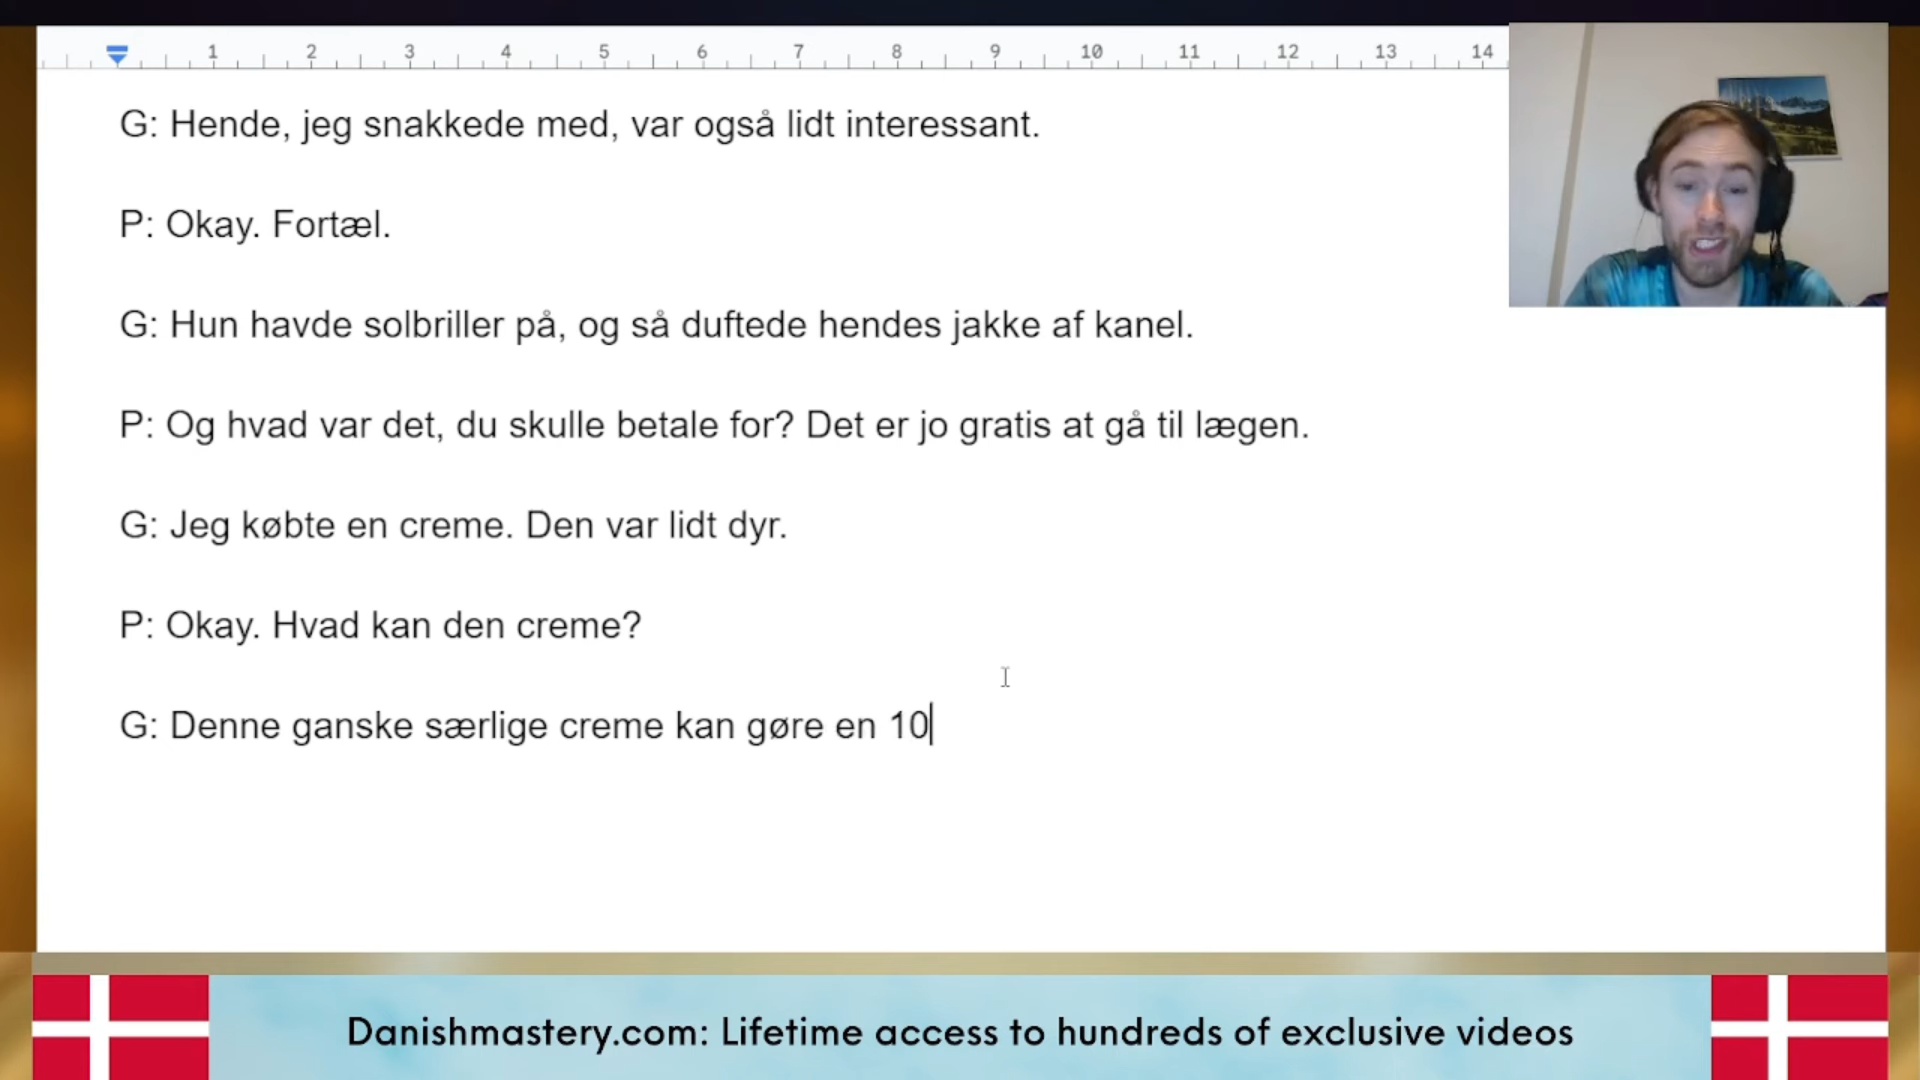 1 2 3 4 5 6 7 8 9 10 11 12 13 14
G: Hende, jeg snakkede med, var også lidt interessant.
P: Okay. Fortæl.
G: Hun havde solbriller på, og så duftede hendes jakke af kanel.
P: Og hvad var det, du skulle betale for? Det er jo gratis at gå til lægen.
G: Jeg købte en creme. Den var lidt dyr.
P: Okay. Hvad kan den creme?
G: Denne ganske særlige creme kan gøre en 10
Danishmastery.com: Lifetime access to hundreds of exclusive videos